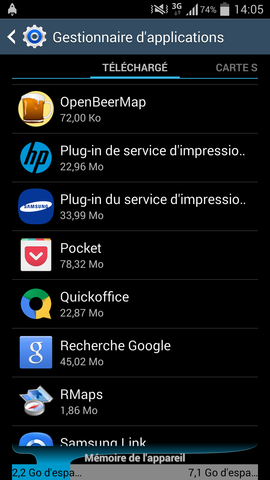 3G 74% 14:05
Gestionnaire d'applications
TÉLÉCHARGÉ CARTE S
OpenBeerMap
72,00 Ko
hp
Plug-in de service d'impressio..
22,96 Mo
SAMSUNG
Plug-in du service d'impressio..
33,99 Mo
Pocket
78,32 Mo
Quickoffice
22,87 Mo
g
Recherche Google
45,02 Mo
RMaps
1,86 Mo
Samsung Link
Mémoire de l'appareil
2,2 Go d'espa... 7,1 Go d'espa...